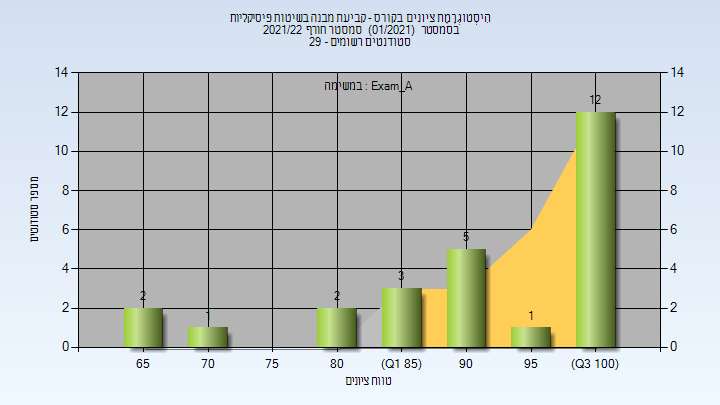 היסטוגרמת ציונים בקורס - קביעת מבנה בשיטות פיסיקליות
בסמסטר (01/2021) סמסטר חורף 2021/22
סטודנטים רשומים - 29
במשימה : Exam_A
14 14
12 12
12
10 10
8 8
6 6
5
4 4
3
2 2
2 2
1 1
0 0
65 70 75 80 (Q1 85) 90 95 (Q3 100)
מספר סטודנטים
טווח ציונים